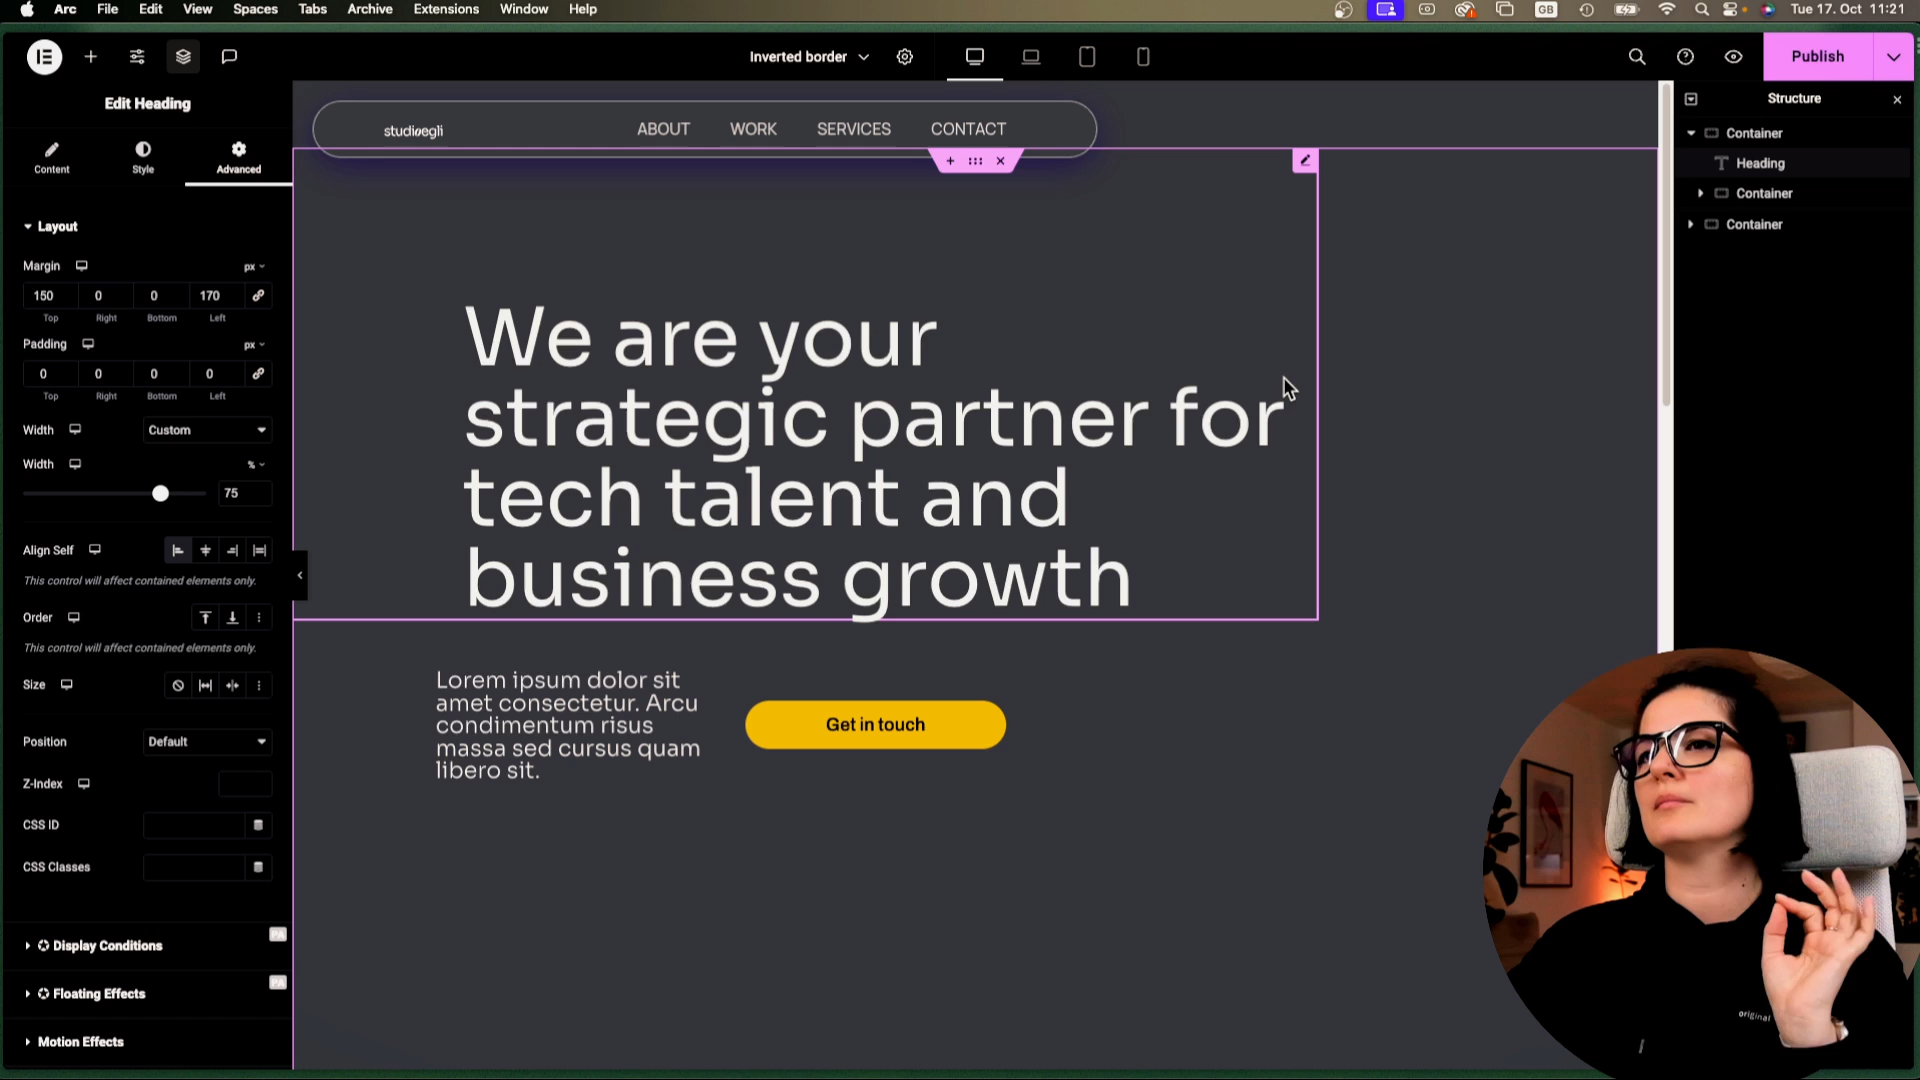 Arc File Edit View Spaces Tabs Archive Extensions Window Help GB Tue 17. Oct 11:21
Inverted border Publish
Edit Heading
Content Style Advanced
Layout
Margin px
150 0 0 170
Top Right Bottom Left
Padding px
0 0 0 0
Top Right Bottom Left
Width Custom
Width %
75
Align Self
This control will affect contained elements only.
Order
This control will affect contained elements only.
Size
Position Default
Z-Index
CSS ID
CSS Classes
PA
Display Conditions
PA
Floating Effects
Motion Effects
studioegli ABOUT WORK SERVICES CONTACT
We are your
strategic partner for
tech talent and
business growth
Lorem ipsum dolor sit
amet consectetur. Arcu
condimentum risus
massa sed cursus quam
libero sit.
Get in touch
Structure
Container
Heading
Container
Container
original